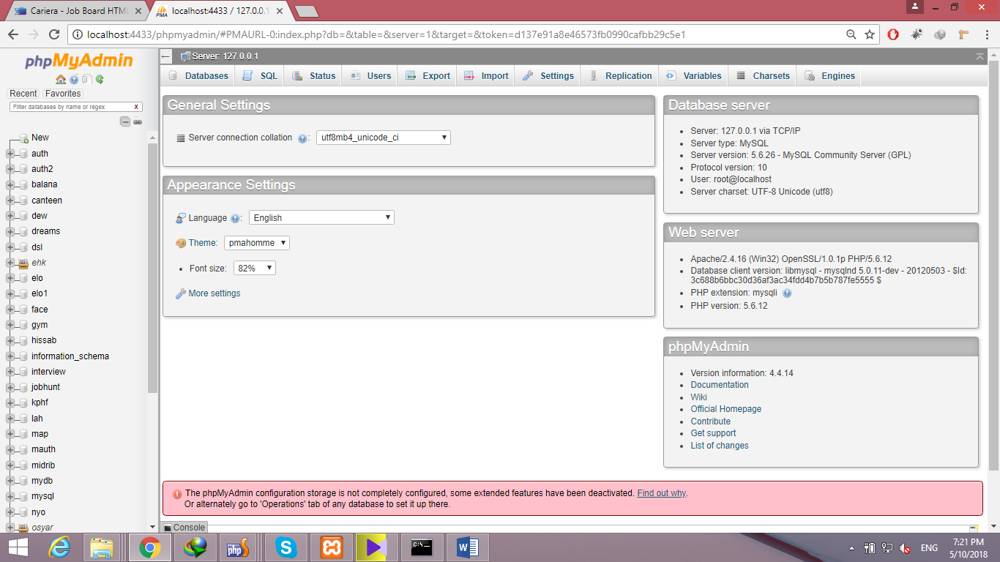 Cariera - Job Board HTML
localhost:4433 / 127.0.0.1
localhost:4433/phpmyadmin/#PMAURL-0:index.php?db=&table=&server=1&target=&token=d137e91a8e46573fb0990cafbb29c5e1
phpMyAdmin
Recent Favorites
Filter databases by name or regex X
New
auth
auth2
balana
canteen
dew
dreams
dsl
ehk
elo
elo1
face
gym
hissab
information_schema
interview
jobhunt
kphf
lah
map
mauth
midrib
mydb
mysql
nyo
osyar
Server: 127.0.0.1
Databases SQL Status Users Export Import Settings Replication Variables Charsets Engines
General Settings
Server connection collation : utf8mb4_unicode_ci
Appearance Settings
Language : English
Theme: pmahomme
Font size: 82%
More settings
Database server
Server: 127.0.0.1 via TCP/IP
Server type: MySQL
Server version: 5.6.26 - MySQL Community Server (GPL)
Protocol version: 10
User: root@localhost
Server charset: UTF-8 Unicode (utf8)
Web server
Apache/2.4.16 (Win32) OpenSSL/1.0.1p PHP/5.6.12
Database client version: libmysql - mysqlnd 5.0.11-dev - 20120503 - $Id:
3c688b6bbc30d36af3ac34fdd4b7b5b787fe5555 $
PHP extension: mysqli
PHP version: 5.6.12
phpMyAdmin
Version information: 4.4.14
Documentation
Wiki
Official Homepage
Contribute
Get support
List of changes
The phpMyAdmin configuration storage is not completely configured, some extended features have been deactivated. Find out why.
Or alternately go to 'Operations' tab of any database to set it up there.
Console
ENG
7:21 PM
5/10/2018